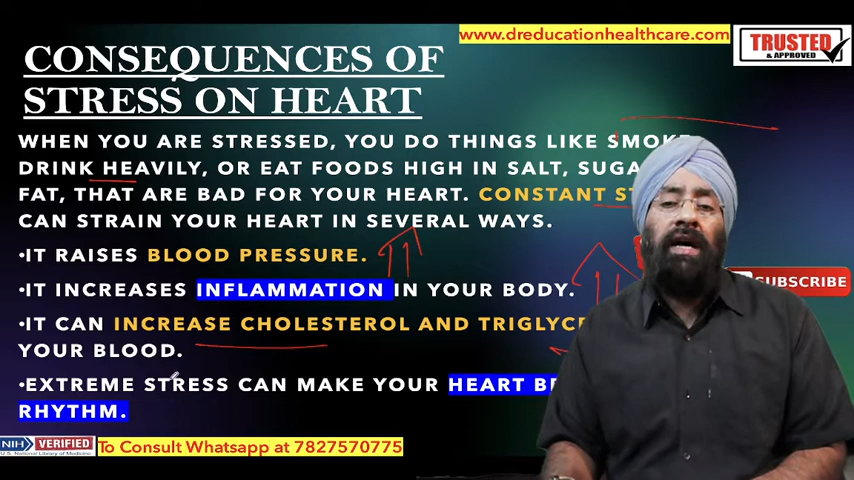 www.dreducationhealthcare.com
TRUSTED
& APPROVED
CONSEQUENCES OF
STRESS ON HEART
WHEN YOU ARE STRESSED, YOU DO THINGS LIKE SMOKE
DRINK HEAVILY, OR EAT FOODS HIGH IN SALT,
FAT, THAT ARE BAD FOR YOUR HEART. CONSTANT
CAN STRAIN YOUR HEART IN SEVERAL WAYS.
•IT RAISES BLOOD PRESSURE.
SUBSCRIBE
•IT INCREASES INFLAMMATION IN YOUR BODY.
•IT CAN INCREASE CHOLESTEROL AND
YOUR BLOOD.
•EXTREME STRESS CAN MAKE YOUR HEART
RHYTHM.
NIH VERIFIED
U.S. National Library of Medicine
To Consult Whatsapp at 7827570775